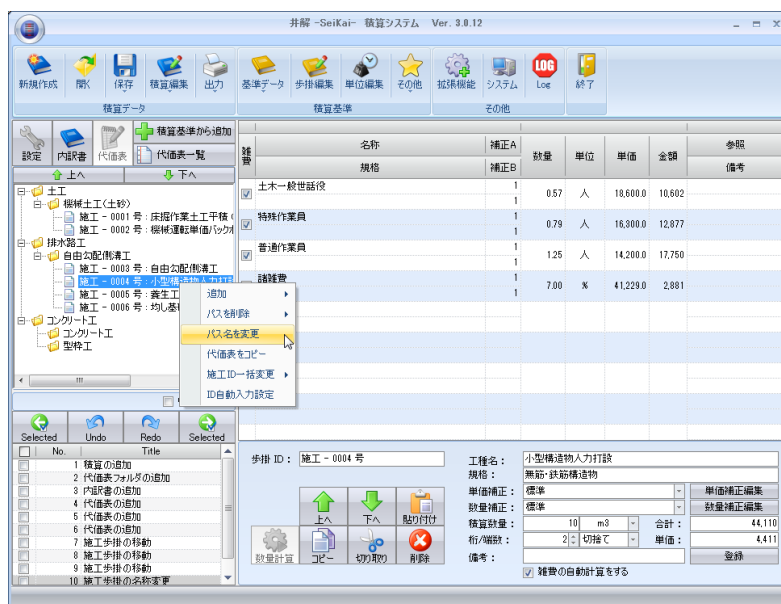 井解 -SeiKai- 積算システム Ver. 3.0.12
新規作成 開く 保存 積算編集 出力 基準データ 歩掛編集 単位編集 その他 拡張機能 システム Log 終了
積算データ 積算基準 その他
設定 内訳書 代価表 積算基準から追加
代価表一覧
上へ 下へ
土工
機械土工(土砂)
施工 - 0001 号 : 床掘作業土工平積
施工 - 0002 号 : 機械運転単価バックホ
排水路工
自由勾配側溝工
施工 - 0003 号 : 自由勾配側溝工
施工 - 0004 号 : 小型構造物人力打設
施工 - 0005 号 : 養生工
施工 - 0006 号 : 均し基
コンクリート工
コンクリート工
型枠工
追加
パスを削除
パス名を変更
代価表をコピー
施工ID一括変更
ID自動入力設定
Selected Undo Redo Selected
No. Title
1 積算の追加
2 代価表フォルダの追加
3 内訳書の追加
4 代価表の追加
5 代価表の追加
6 代価表の追加
7 施工歩掛の移動
8 施工歩掛の移動
9 施工歩掛の移動
10 施工歩掛の名称変更
雑費 名称 補正A 数量 単位 単価 金額 参照
規格 補正B 備考
土木一般世話役 1 0.57 人 18,600.0 10,602
1
特殊作業員 1 0.79 人 16,300.0 12,877
1
普通作業員 1 1.25 人 14,200.0 17,750
1
諸雑費 1 7.00 % 41,229.0 2,881
1
歩掛 ID : 施工 - 0004 号
上へ 下へ 貼り付け
数量計算 コピー 切り取り 削除
工種名 : 小型構造物人力打設
規格 : 無筋・鉄筋構造物
単価補正 : 標準 単価補正編集
数量補正 : 標準 数量補正編集
積算数量 : 10 m3 合計 : 44,110
桁/端数 : 2 切捨て 単価 : 4,411
備考 : 登録
雑費の自動計算をする